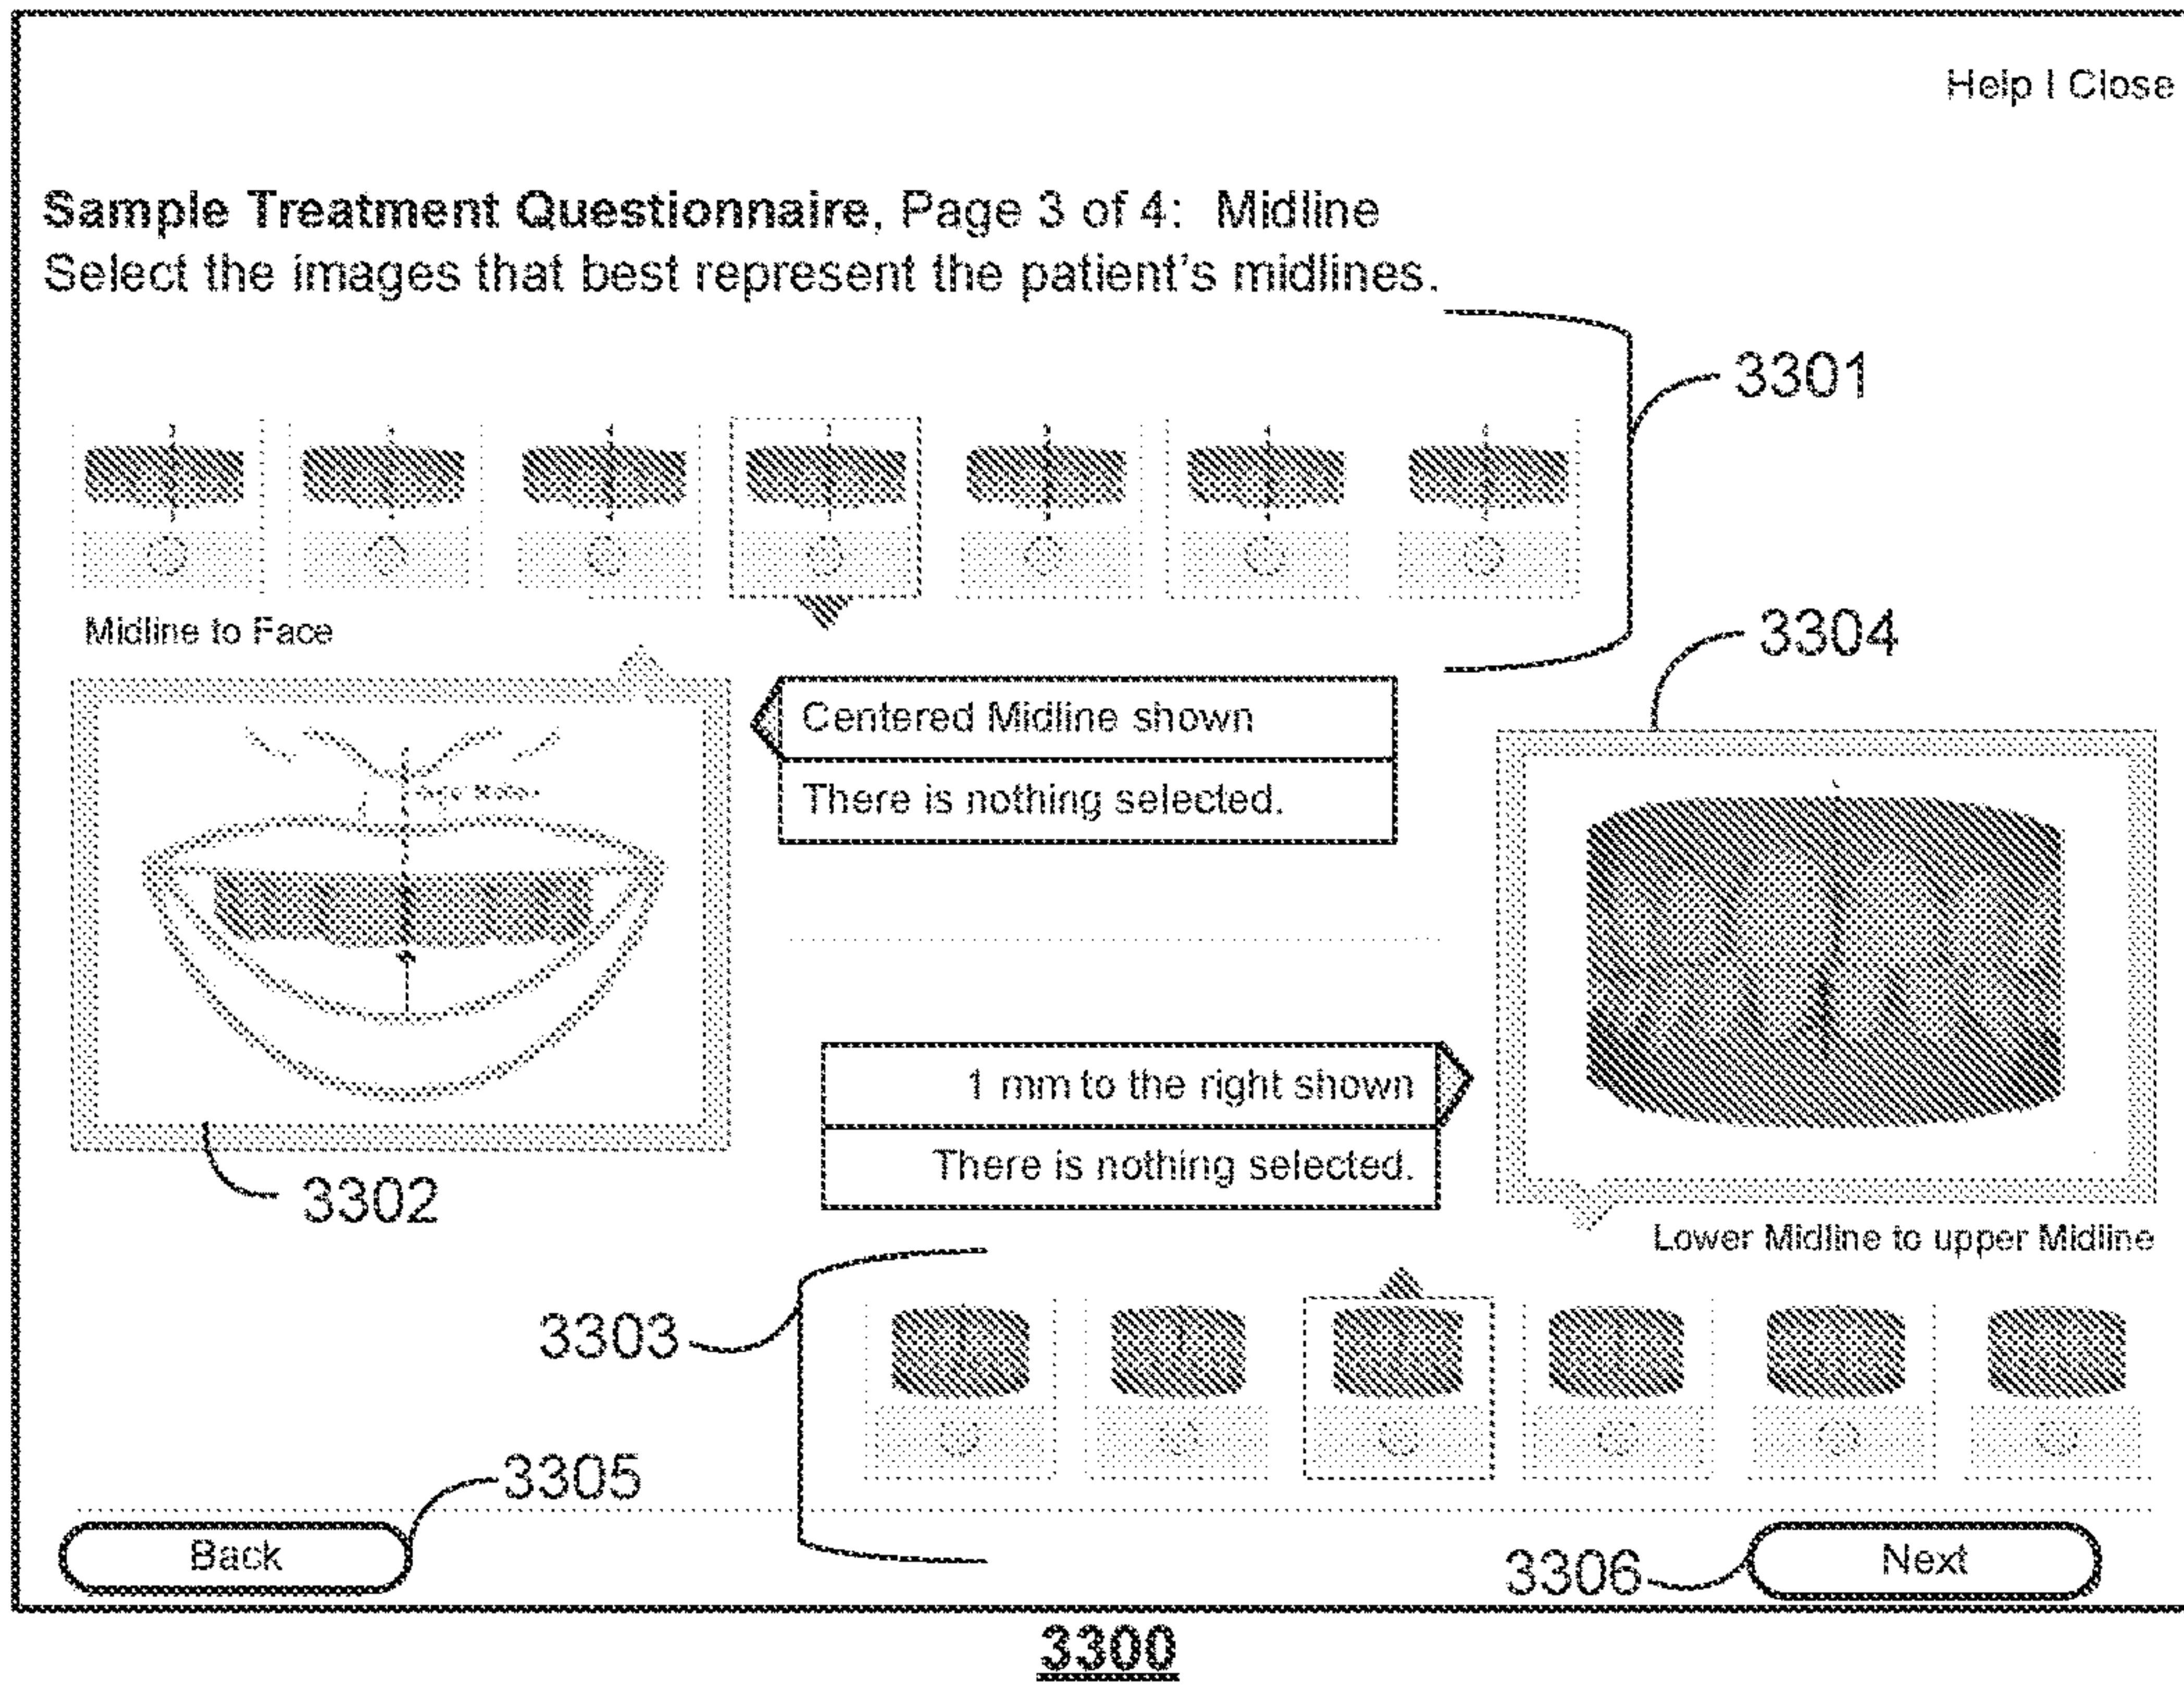 Help | Close
Sample Treatment Questionnaire, Page 3 of 4: Midline
Select the images that best represent the patient's midlines.
3301
Midline to Face
3304
Centered Midline shown
There is nothing selected.
1 mm to the right shown
There is nothing selected.
3302
Lower Midline to upper Midline
3303
3305
Back
3306
Next
3300